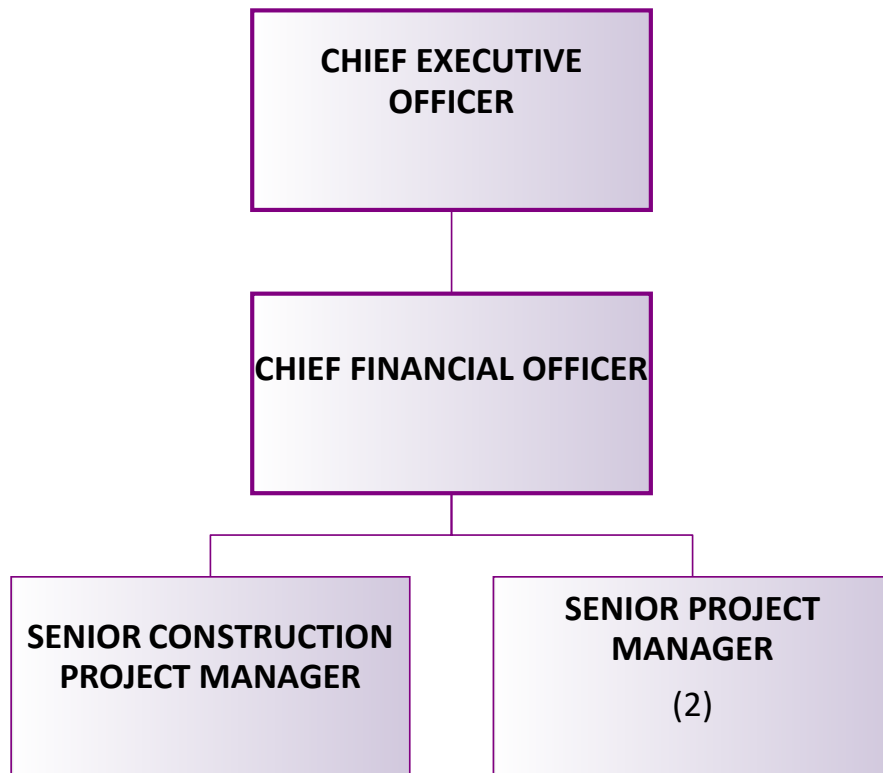 CHIEF EXECUTIVE
OFFICER
CHIEF FINANCIAL OFFICER
SENIOR CONSTRUCTION
PROJECT MANAGER
SENIOR PROJECT
MANAGER
(2)